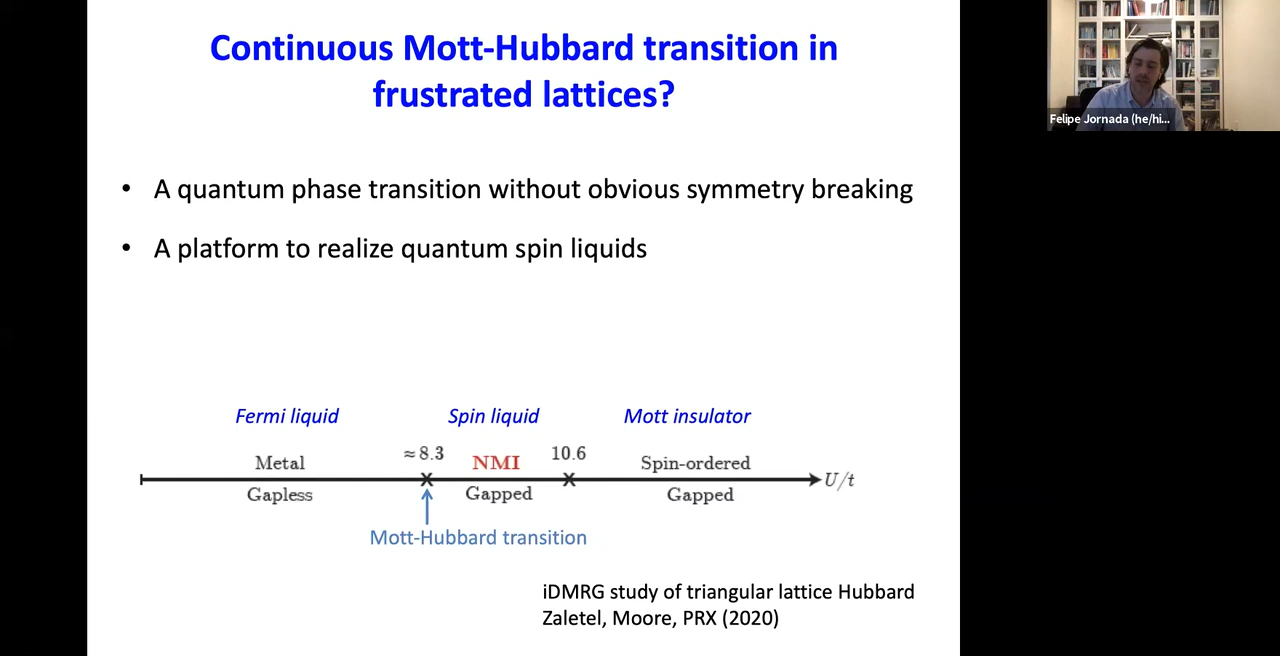 Continuous Mott-Hubbard transition in
frustrated lattices?
Felipe Jornada (he/hi...
• A quantum phase transition without obvious symmetry breaking
• A platform to realize quantum spin liquids
Fermi liquid Spin liquid Mott insulator
≈8.3 10.6
Metal NMI Spin-ordered
U/t
Gapless Gapped Gapped
Mott-Hubbard transition
iDMRG study of triangular lattice Hubbard
Zaletel, Moore, PRX (2020)